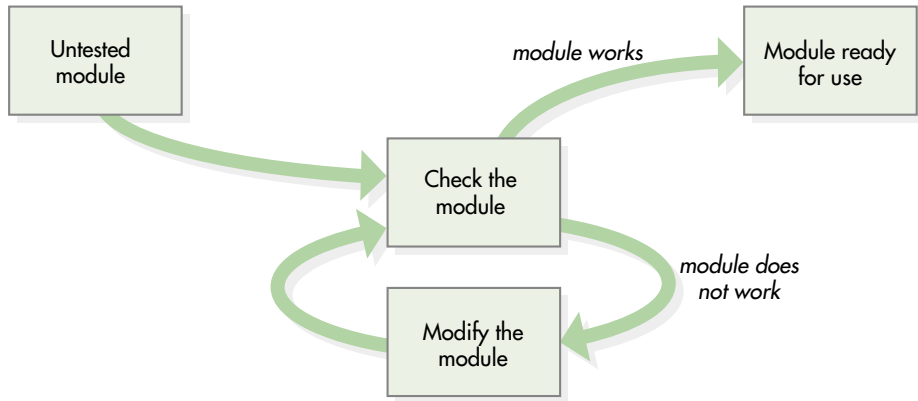 Untested
module
module works
Module ready
for use
Check the
module
module does
not work
Modify the
module